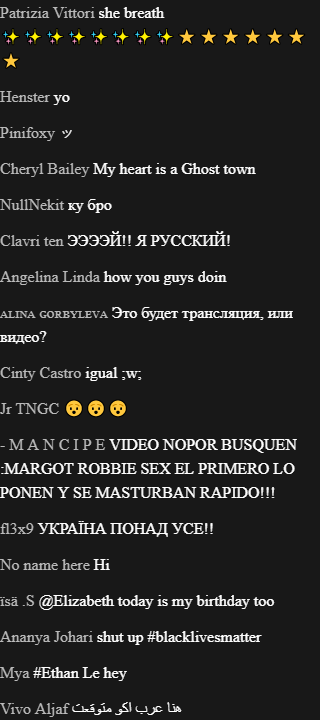 Patrizia Vittori she breath
✨✨✨✨✨✨✨✨⭐⭐⭐⭐⭐⭐
⭐
Henster yo
Pinifoxy ッ
Cheryl Bailey My heart is a Ghost town
NullNekit ку бро
Clavri ten ЭЭЭЭЙ!! Я РУССКИЙ!
Angelina Linda how you guys doin
ᴀʟɪɴᴀ ɢᴏʀʙʏʟᴇᴠᴀ Это будет трансляция, или
видео?
Cinty Castro igual ;w;
Jr TNGC 😯😯😯
- M A N C I P E VIDEO NOPOR BUSQUEN
:MARGOT ROBBIE SEX EL PRIMERO LO
PONEN Y SE MASTURBAN RAPIDO!!!
fl3x9 УКРАЇНА ПОНАД УСЕ!!
No name here Hi
ïsä .S @Elizabeth today is my birthday too
Ananya Johari shut up #blacklivesmatter
Mya #Ethan Le hey
Vivo Aljaf هنا عرب اكو متوقعت